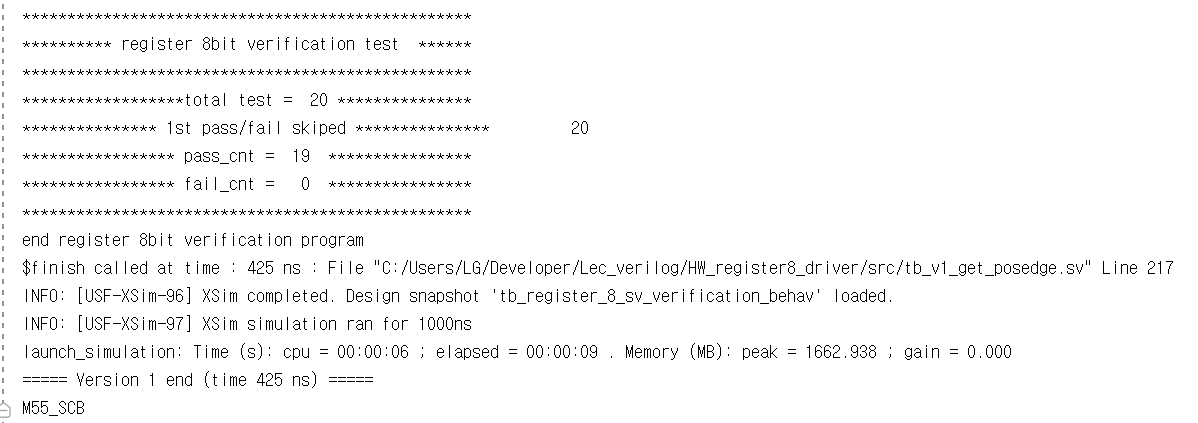 **************************************************
********** register 8bit verification test  ******
**************************************************
******************total test =  20 ***************
*************** 1st pass/fail skiped ***************         20
***************** pass_cnt =  19  ****************
***************** fail_cnt =   0  ****************
**************************************************
end register 8bit verification program
$finish called at time : 425 ns : File "C:/Users/LG/Developer/Lec_verilog/HW_register8_driver/src/tb_v1_get_posedge.sv" Line 217
INFO: [USF-XSim-96] XSim completed. Design snapshot 'tb_register_8_sv_verification_behav' loaded.
INFO: [USF-XSim-97] XSim simulation ran for 1000ns
launch_simulation: Time (s): cpu = 00:00:06 ; elapsed = 00:00:09 . Memory (MB): peak = 1662.938 ; gain = 0.000
===== Version 1 end (time 425 ns) =====
M55_SCB